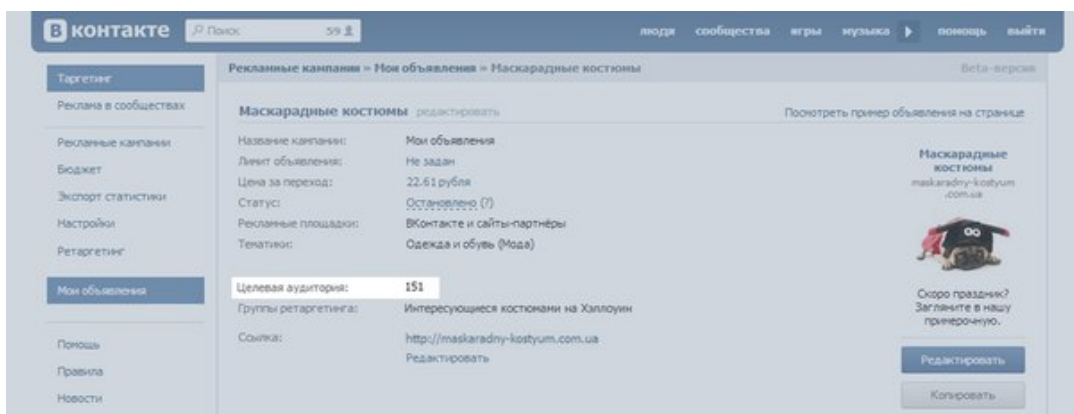 В контакте Поиск 59 люди сообщества игры музыка помощь выйти
Таргетинг
Реклама в сообществах
Рекламные кампании
Бюджет
Экспорт статистики
Настройки
Ретаргетинг
Мои объявления
Помощь
Правила
Новости
Рекламные кампании » Мои объявления » Маскарадные костюмы Beta-версия
Маскарадные костюмы редактировать Посмотреть пример объявления на странице
Название кампании: Мои объявления
Лимит объявления: Не задан
Цена за переход: 22.61 рубля
Статус: Остановлено (?)
Рекламные площадки: ВКонтакте и сайты-партнёры
Тематики: Одежда и обувь (Мода)
Целевая аудитория: 151
Группы ретаргетинга: Интересующиеся костюмами на Хэллоуин
Ссылка: http://maskaradny-kostyum.com.ua
Редактировать
Маскарадные
костюмы
maskaradny-kostyum
.com.ua
Скоро праздник?
Загляните в нашу
примерочную.
Редактировать
Копировать